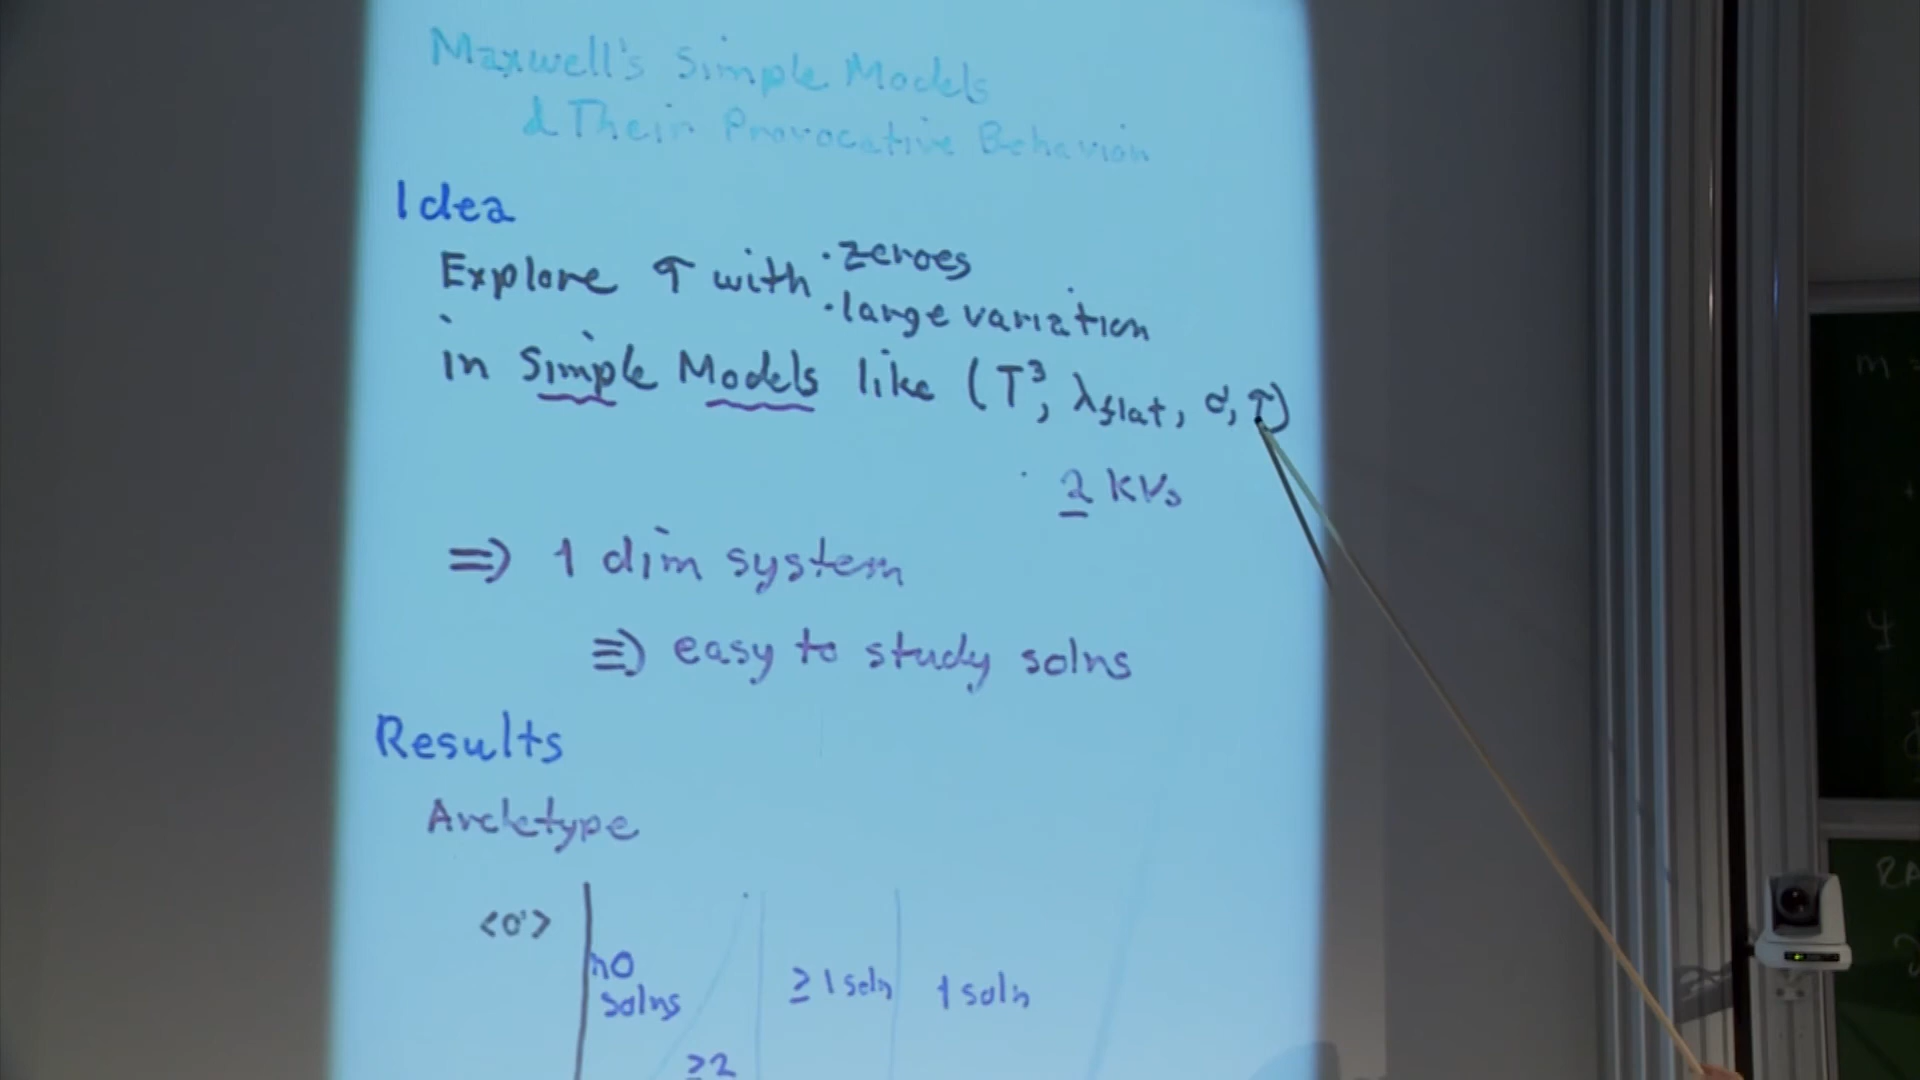 Maxwell's Simple Models
& Their Provocative Behavior
Idea
Explore τ with · zeroes
· large variation
in Simple Models like (T³, λflat, σ, τ)
2 KVs
⇒ 1 dim system
⇒ easy to study solns
Results
Archetype
no
solns
≥ 1 soln
1 soln
≥2
m =